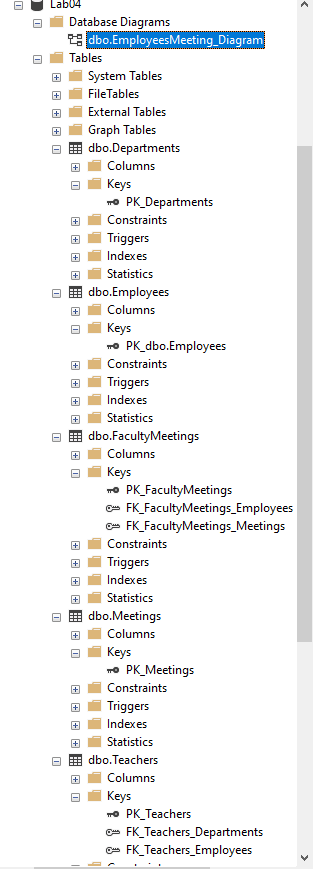 Lab04
Database Diagrams
dbo.EmployeesMeeting_Diagram
Tables
System Tables
FileTables
External Tables
Graph Tables
dbo.Departments
Columns
Keys
PK_Departments
Constraints
Triggers
Indexes
Statistics
dbo.Employees
Columns
Keys
PK_dbo.Employees
Constraints
Triggers
Indexes
Statistics
dbo.FacultyMeetings
Columns
Keys
PK_FacultyMeetings
FK_FacultyMeetings_Employees
FK_FacultyMeetings_Meetings
Constraints
Triggers
Indexes
Statistics
dbo.Meetings
Columns
Keys
PK_Meetings
Constraints
Triggers
Indexes
Statistics
dbo.Teachers
Columns
Keys
PK_Teachers
FK_Teachers_Departments
FK_Teachers_Employees